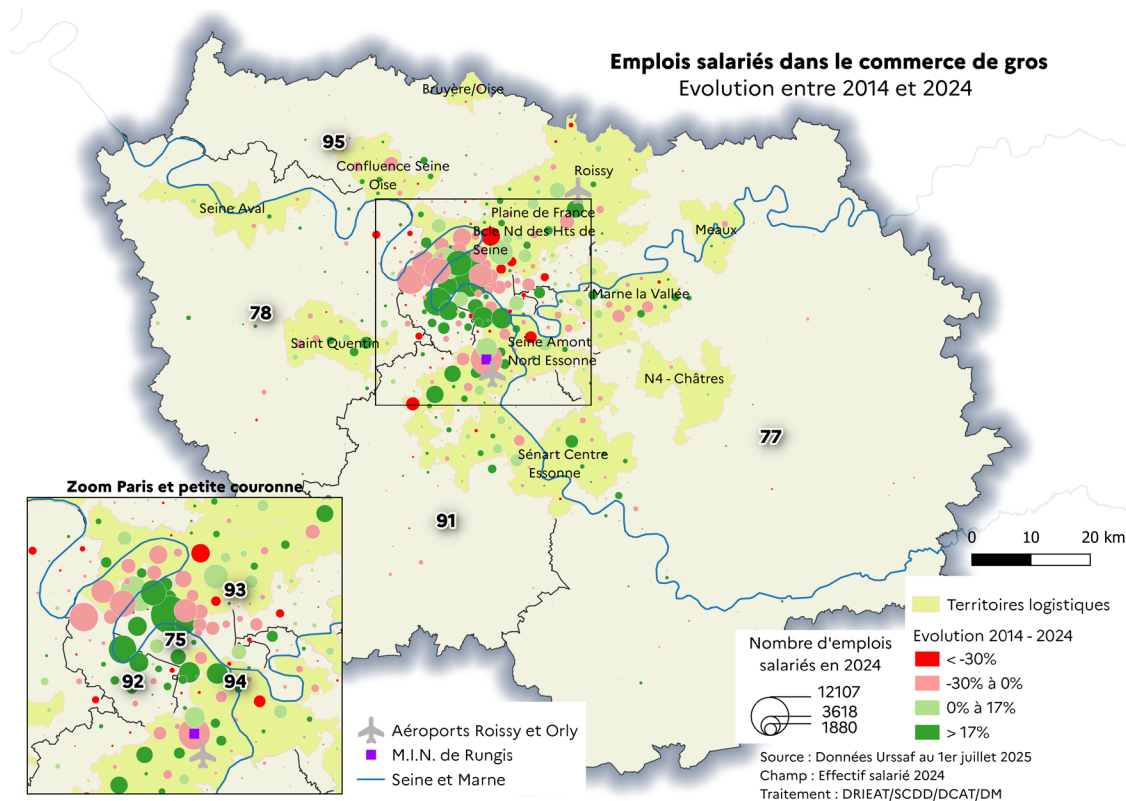 Emplois salariés dans le commerce de gros
Evolution entre 2014 et 2024
Bruyère/Oise
95
Confluence Seine
Oise
Roissy
Seine Aval
Plaine de France
Bcle Nd des Hts de
Seine
Meaux
Marne la Vallée
78
Saint Quentin
Seine Amont
Nord Essonne
N4 - Châtres
77
Sénart Centre
Essonne
91
Zoom Paris et petite couronne
93
75
92
94
0
10
20 km
Territoires logistiques
Evolution 2014 - 2024
< -30%
-30% à 0%
0% à 17%
> 17%
Nombre d'emplois
salariés en 2024
12107
3618
1880
Aéroports Roissy et Orly
M.I.N. de Rungis
Seine et Marne
Source : Données Urssaf au 1er juillet 2025
Champ : Effectif salarié 2024
Traitement : DRIEAT/SCDD/DCAT/DM